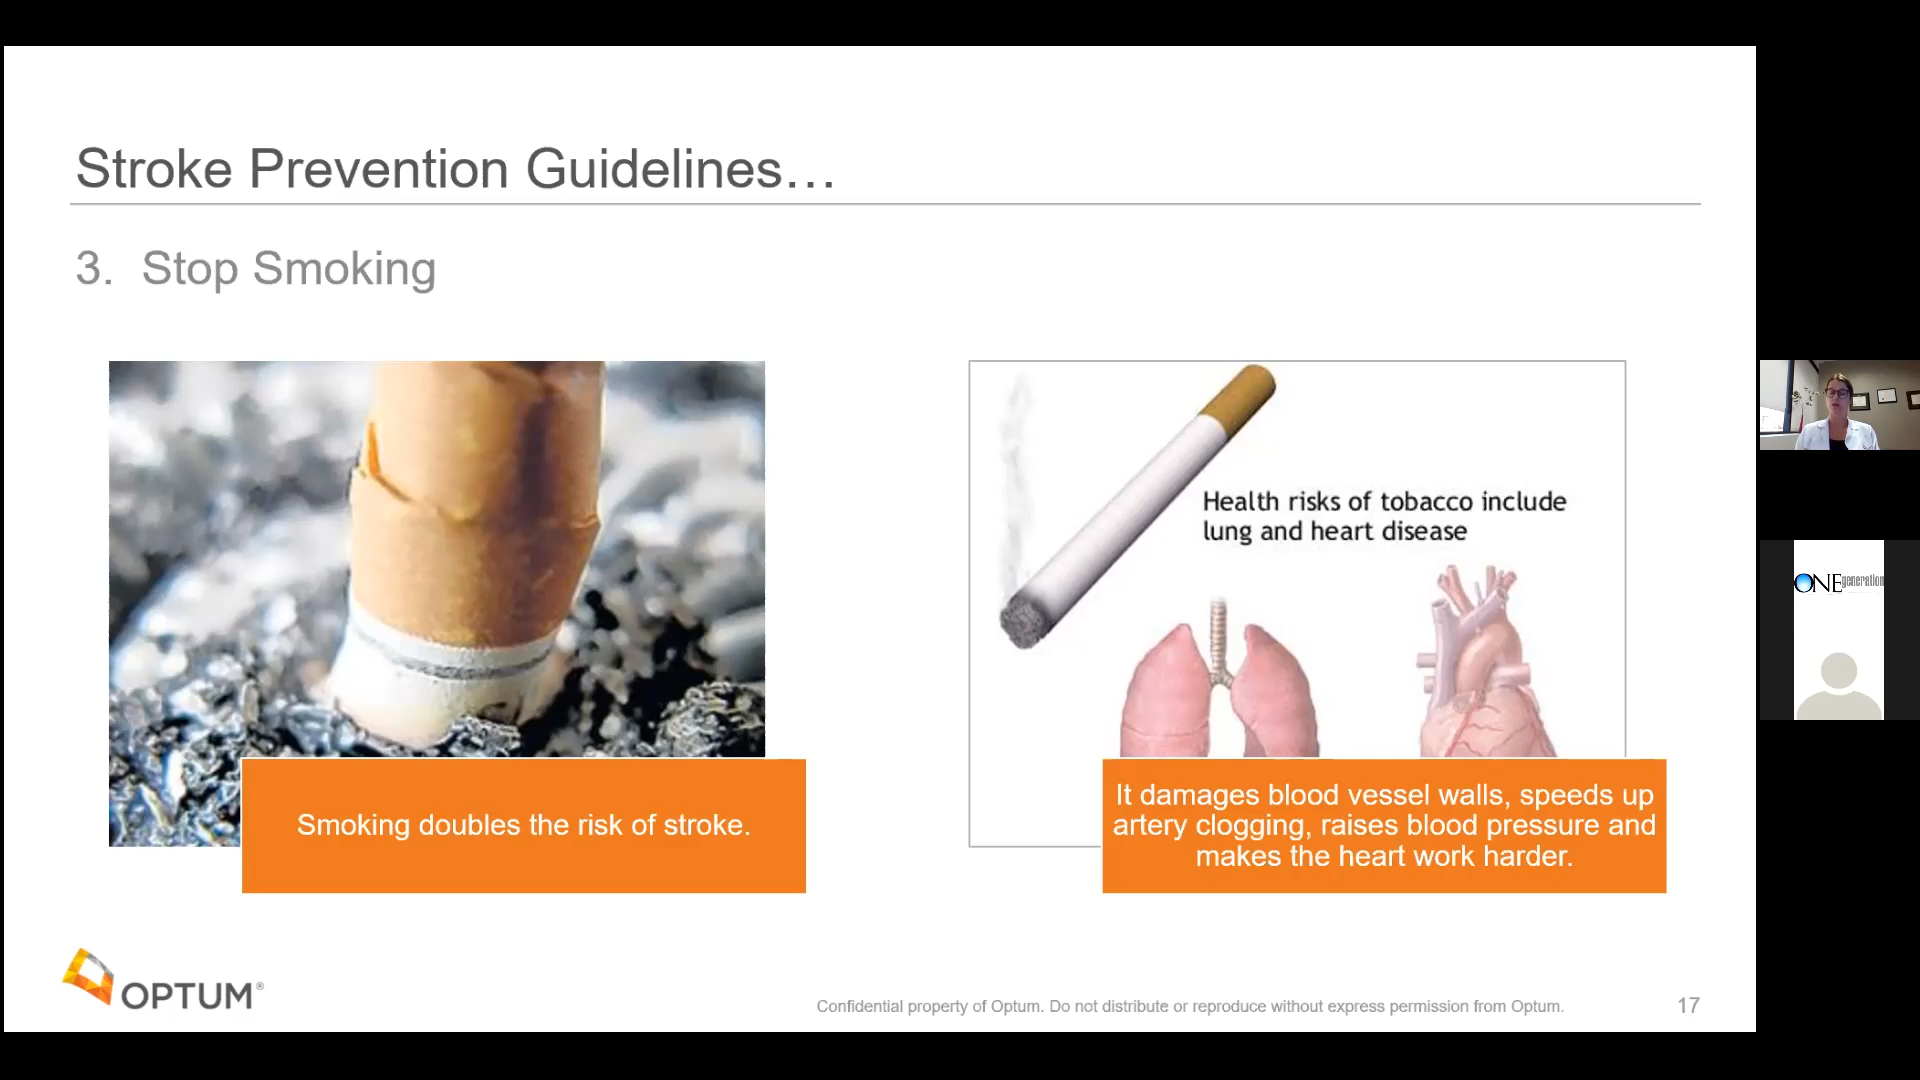 Stroke Prevention Guidelines…
3. Stop Smoking
Health risks of tobacco include
lung and heart disease
Smoking doubles the risk of stroke.
It damages blood vessel walls, speeds up
artery clogging, raises blood pressure and
makes the heart work harder.
OPTUM®
Confidential property of Optum. Do not distribute or reproduce without express permission from Optum.
17
ONEgeneration